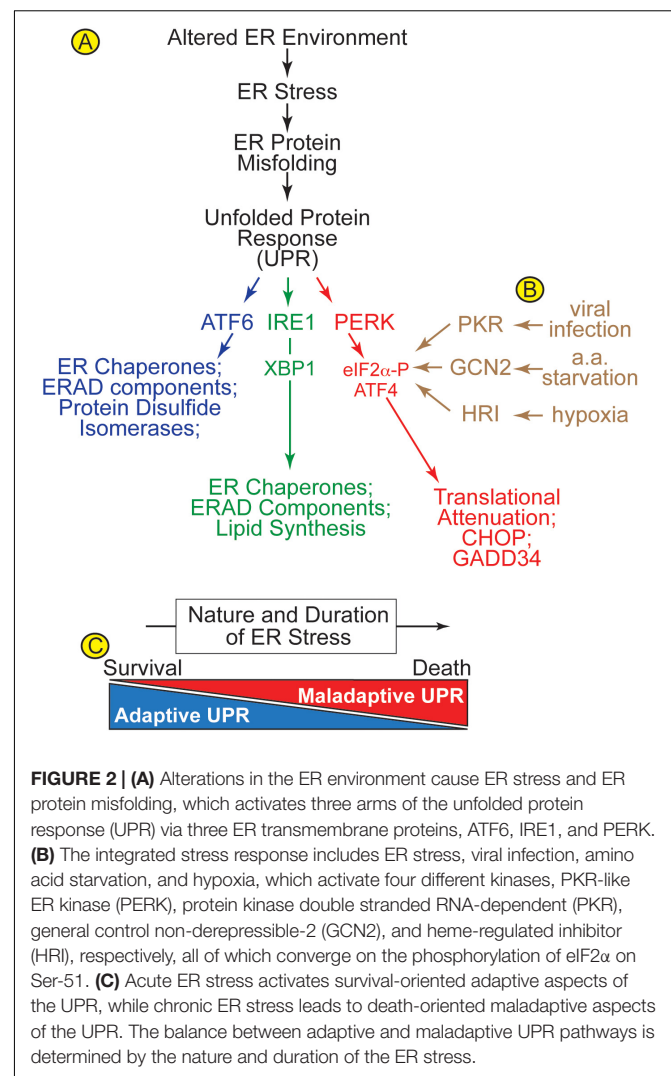 A
Altered ER Environment
ER Stress
ER Protein
Misfolding
Unfolded Protein
Response
(UPR)
ATF6 IRE1 PERK
ER Chaperones;
ERAD components;
Protein Disulfide
Isomerases;
XBP1
ER Chaperones;
ERAD Components;
Lipid Synthesis
eIF2α-P
ATF4
Translational
Attenuation;
CHOP;
GADD34
B
PKR
viral
infection
GCN2
a.a.
starvation
HRI
hypoxia
C
Nature and Duration
of ER Stress
Survival
Death
Maladaptive UPR
Adaptive UPR
FIGURE 2 | (A) Alterations in the ER environment cause ER stress and ER
protein misfolding, which activates three arms of the unfolded protein
response (UPR) via three ER transmembrane proteins, ATF6, IRE1, and PERK.
(B) The integrated stress response includes ER stress, viral infection, amino
acid starvation, and hypoxia, which activate four different kinases, PKR-like
ER kinase (PERK), protein kinase double stranded RNA-dependent (PKR),
general control non-derepressible-2 (GCN2), and heme-regulated inhibitor
(HRI), respectively, all of which converge on the phosphorylation of eIF2α on
Ser-51. (C) Acute ER stress activates survival-oriented adaptive aspects of
the UPR, while chronic ER stress leads to death-oriented maladaptive aspects
of the UPR. The balance between adaptive and maladaptive UPR pathways is
determined by the nature and duration of the ER stress.